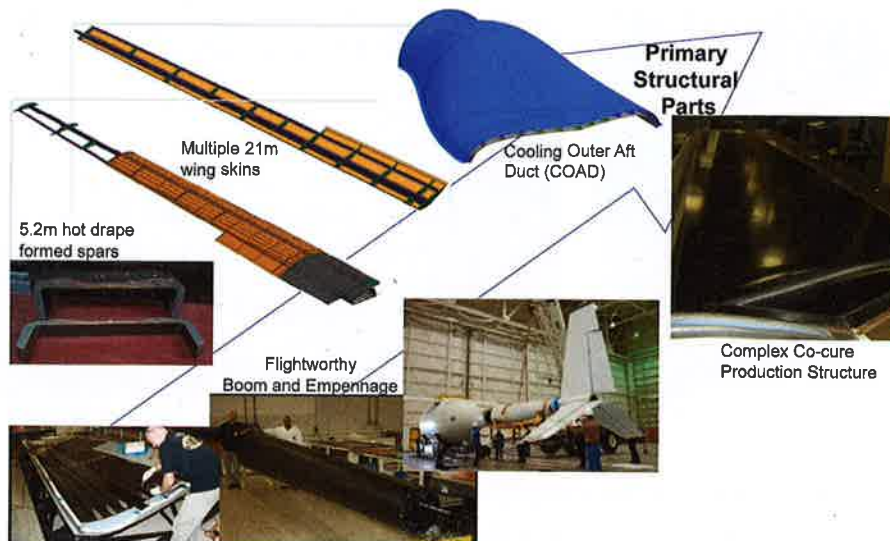 Primary
Structural
Parts
Multiple 21m
wing skins
Cooling Outer Aft
Duct (COAD)
5.2m hot drape
formed spars
Flightworthy
Boom and Empennage
Complex Co-cure
Production Structure